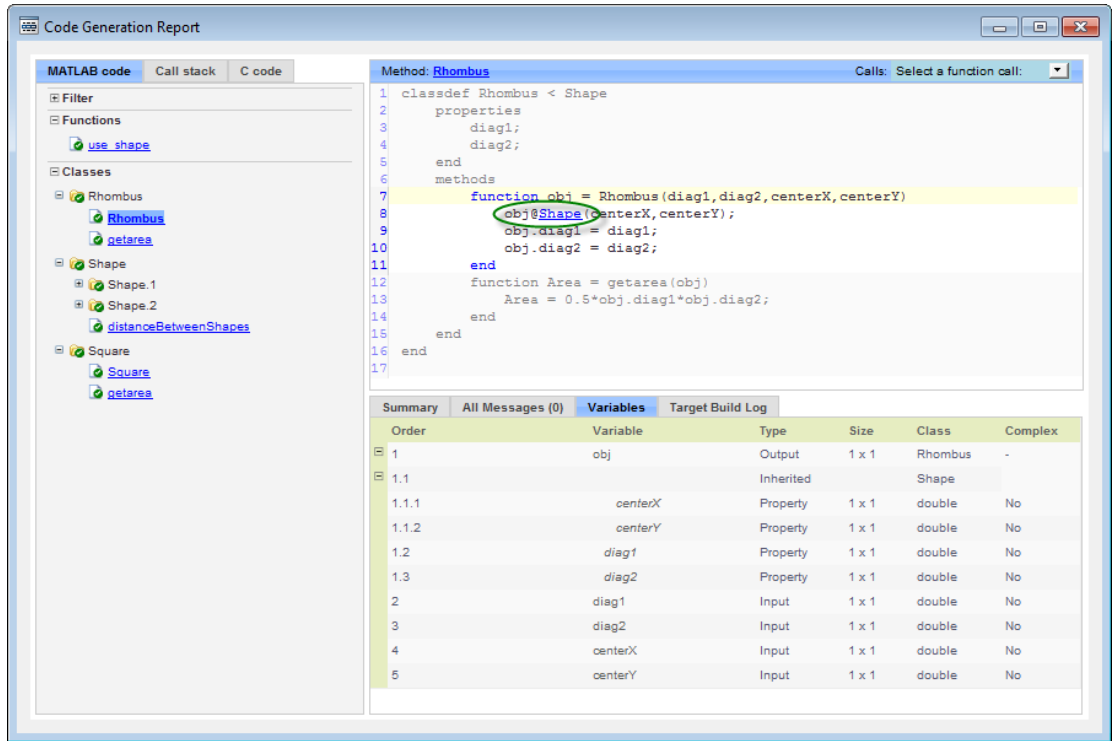 Code Generation Report
MATLAB code Call stack C code
Filter
Functions
use_shape
Classes
Rhombus
Rhombus
getarea
Shape
Shape.1
Shape.2
distanceBetweenShapes
Square
Square
getarea
Method: Rhombus Calls: Select a function call:
1 classdef Rhombus < Shape
2 properties
3 diag1;
4 diag2;
5 end
6 methods
7 function obj = Rhombus(diag1,diag2,centerX,centerY)
8 obj@Shape(centerX,centerY);
9 obj.diag1 = diag1;
10 obj.diag2 = diag2;
11 end
12 function Area = getarea(obj)
13 Area = 0.5*obj.diag1*obj.diag2;
14 end
15 end
16 end
17
Summary All Messages (0) Variables Target Build Log
Order Variable Type Size Class Complex
1 obj Output 1 x 1 Rhombus -
1.1 Inherited Shape
1.1.1 centerX Property 1 x 1 double No
1.1.2 centerY Property 1 x 1 double No
1.2 diag1 Property 1 x 1 double No
1.3 diag2 Property 1 x 1 double No
2 diag1 Input 1 x 1 double No
3 diag2 Input 1 x 1 double No
4 centerX Input 1 x 1 double No
5 centerY Input 1 x 1 double No